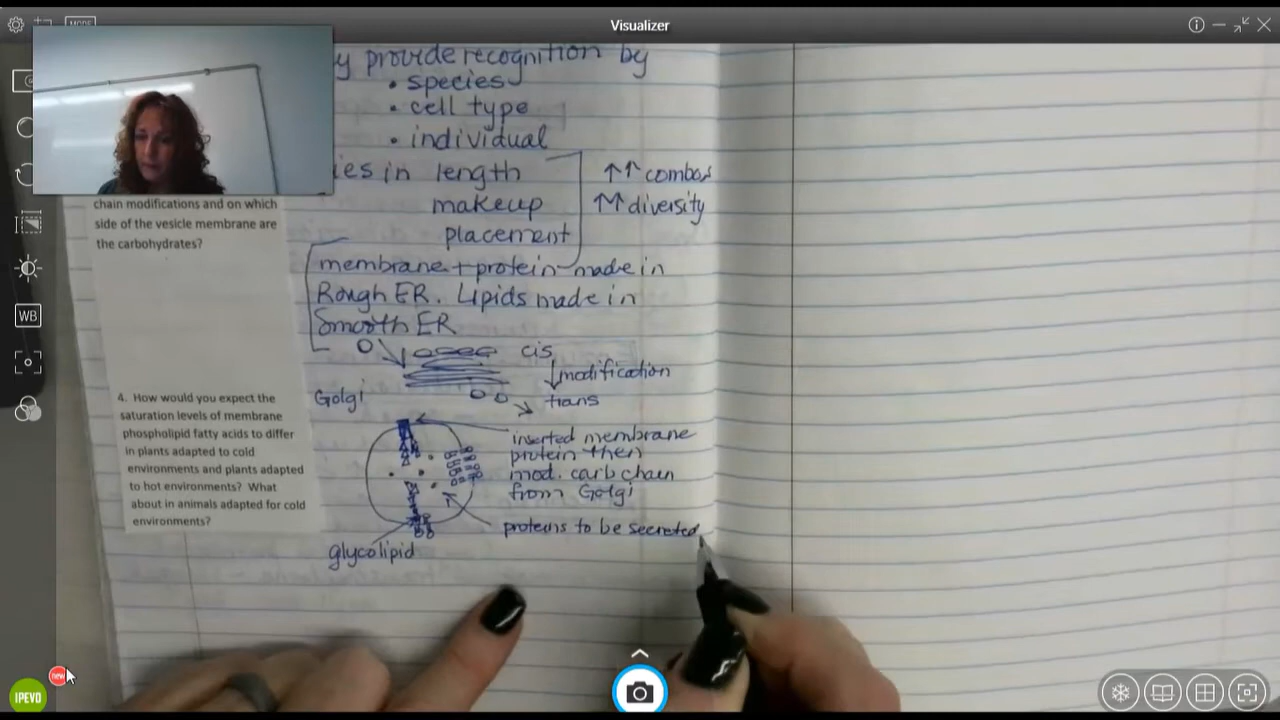 Visualizer
MODE
y provide recognition by
• species
• cell type
• individual
ies in length
makeup
placement
↑↑ combos
↑↑ diversity
chain modifications and on which
side of the vesicle membrane are
the carbohydrates?
membrane + protein made in
Rough ER. Lipids made in
Smooth ER
cis
modification
trans
Golgi
4. How would you expect the
saturation levels of membrane
phospholipid fatty acids to differ
in plants adapted to cold
environments and plants adapted
to hot environments? What
about in animals adapted for cold
environments?
inserted membrane
protein then
mod. carb chain
from Golgi
proteins to be secreted
glycolipid
WB
new
IPEVO